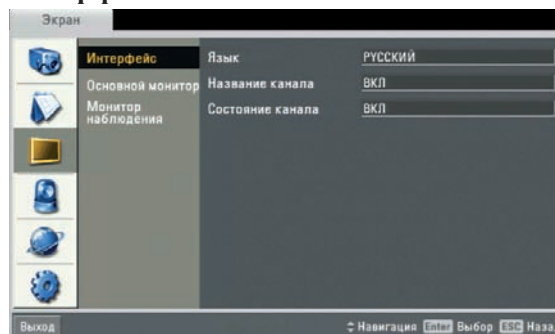 Экран
Интерфейс
Язык
РУССКИЙ
Основной монитор
Название канала
ВКЛ
Монитор наблюдения
Состояние канала
ВКЛ
Выход
Навигация Enter Выбор ESC Наза